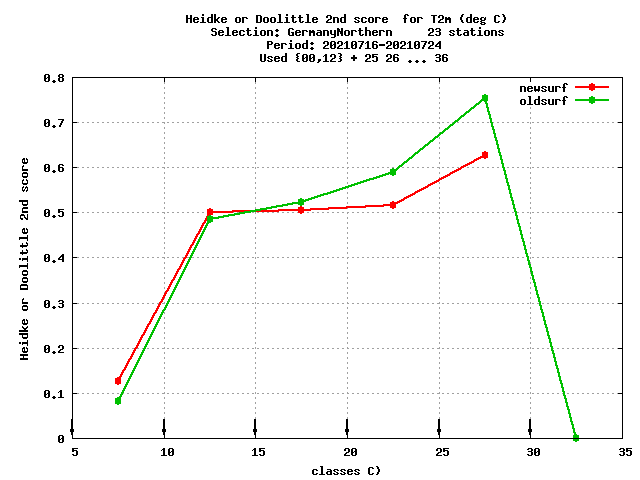 Heidke or Doolittle 2nd score  for T2m (deg C)
Selection: GermanyNorthern     23 stations
Period: 20210716-20210724
Used {00,12} + 25 26 ... 36
newsurf
oldsurf
Heidke or Doolittle 2nd score
0.8
0.7
0.6
0.5
0.4
0.3
0.2
0.1
0
5 10 15 20 25 30 35
classes C)